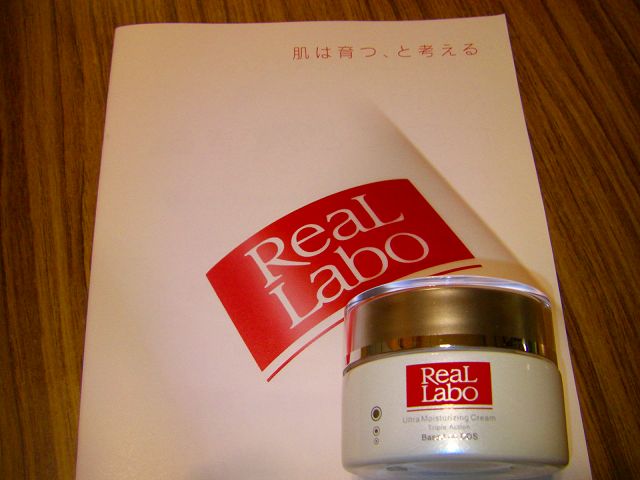 肌は育つ、と考える
ReaL
Labo
ReaL
Labo
Ultra Moisturizing Cream
Triple Action